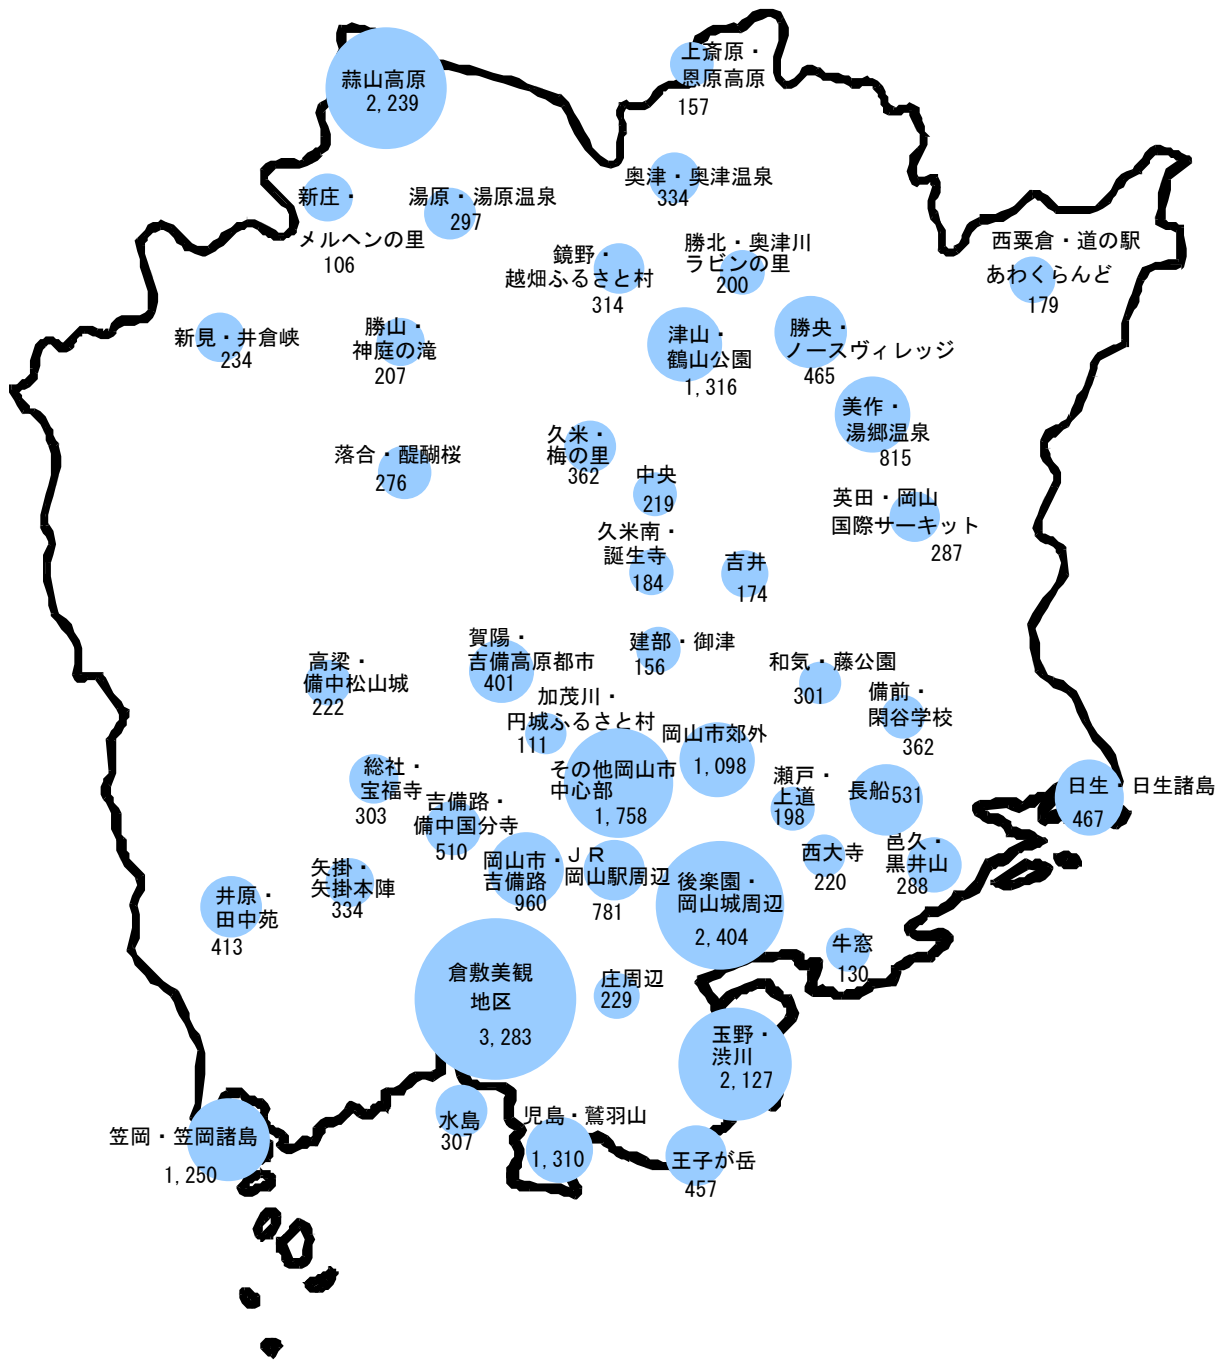 蒜山高原
2,239
上斎原・
恩原高原
157
新庄・
メルヘンの里
106
湯原・湯原温泉
297
奥津・奥津温泉
334
鏡野・
越畑ふるさと村
314
勝北・奥津川
ラビンの里
200
西粟倉・道の駅
あわくらんど
179
新見・井倉峡
234
勝山・
神庭の滝
207
津山・
鶴山公園
1,316
勝央・
ノースヴィレッジ
465
美作・
湯郷温泉
815
落合・醍醐桜
276
久米・
梅の里
362
中央
219
英田・岡山
国際サーキット
287
久米南・
誕生寺
184
吉井
174
賀陽・
吉備高原都市
401
建部・御津
156
和気・藤公園
301
高梁・
備中松山城
222
加茂川・
円城ふるさと村
111
備前・
閑谷学校
362
岡山市郊外
1,098
その他岡山市
中心部
1,758
総社・
宝福寺
303
瀬戸・
上道
198
長船531
日生・日生諸島
467
吉備路・
備中国分寺
510
岡山市・
吉備路
960
ＪＲ
岡山駅周辺
781
西大寺
220
邑久・
黒井山
288
矢掛・
矢掛本陣
334
井原・
田中苑
413
後楽園・
岡山城周辺
2,404
牛窓
130
倉敷美観
地区
3,283
庄周辺
229
玉野・
渋川
2,127
水島
307
児島・鷲羽山
1,310
王子が岳
457
笠岡・笠岡諸島
1,250